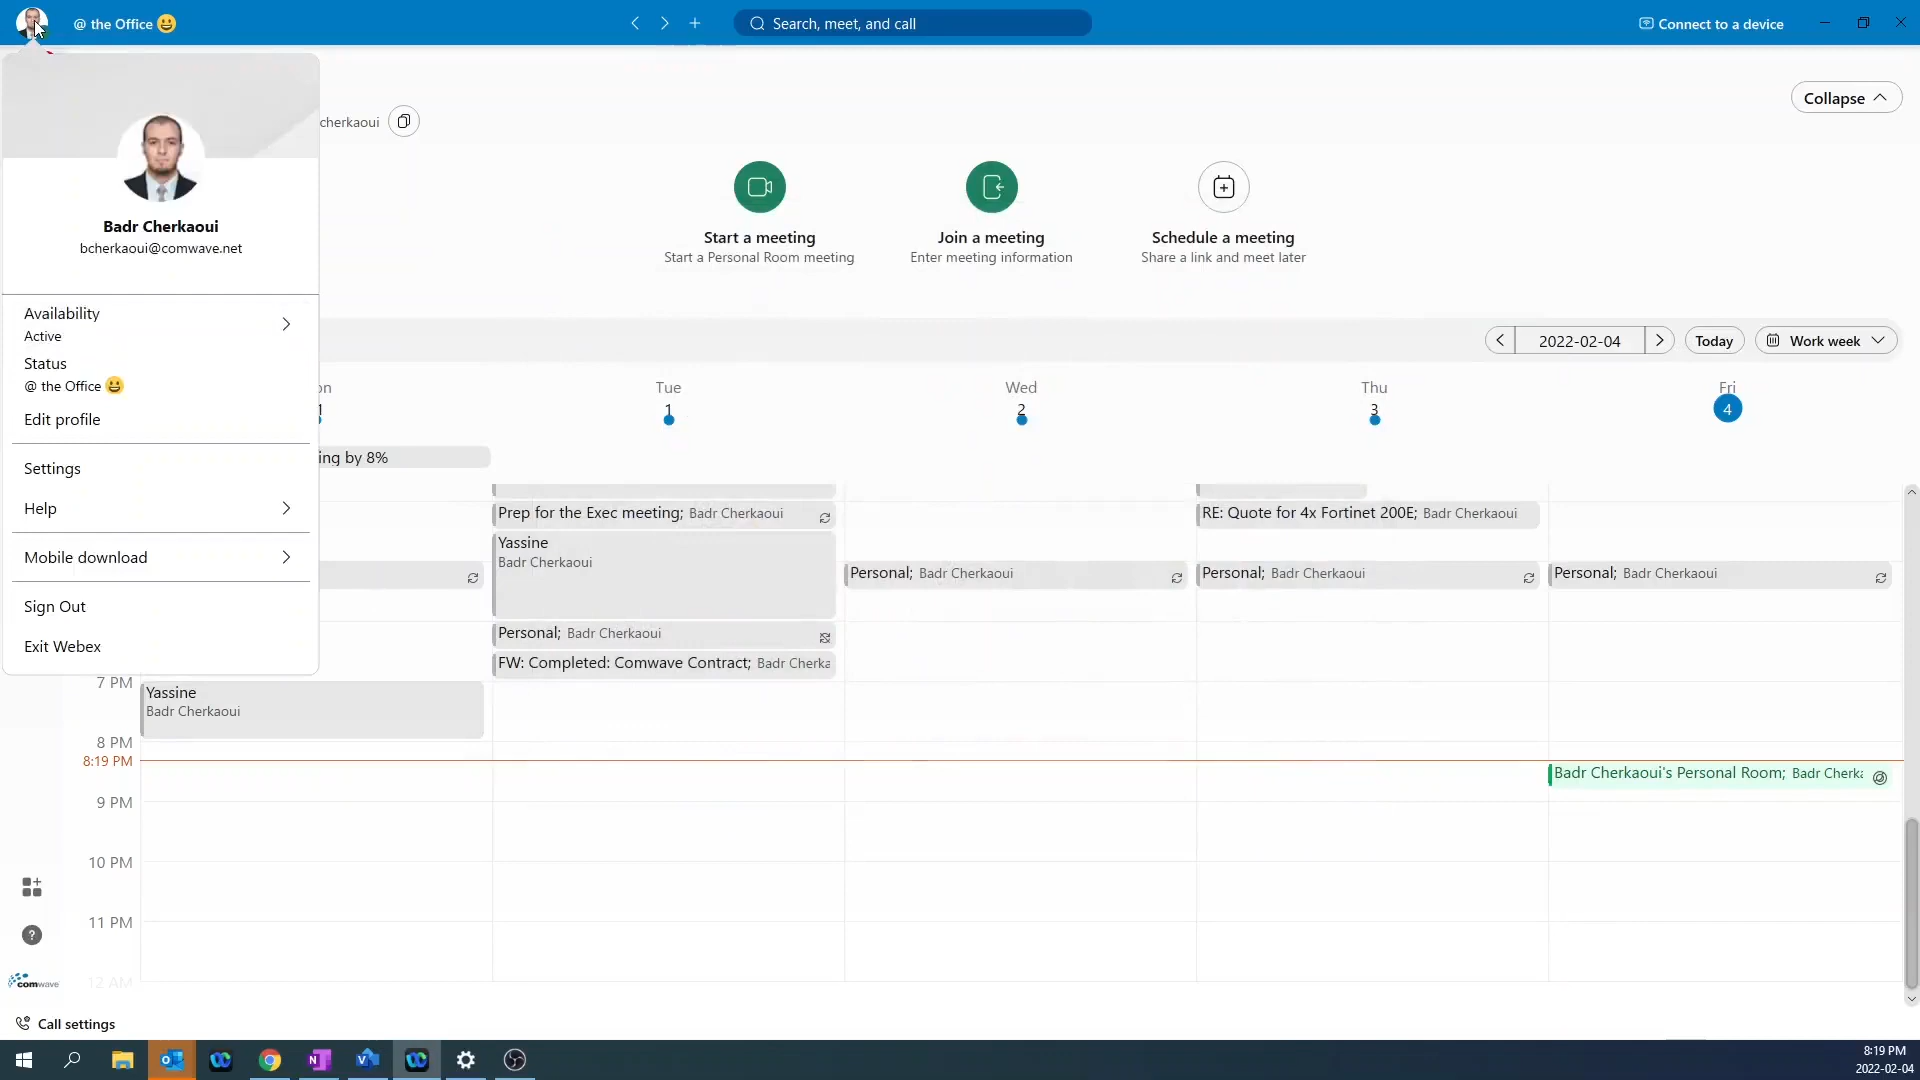 @ the Office 😀
Search, meet, and call
Connect to a device
Collapse
cherkaoui
Badr Cherkaoui
bcherkaoui@comwave.net
Start a meeting
Start a Personal Room meeting
Join a meeting
Enter meeting information
Schedule a meeting
Share a link and meet later
Availability
Active
Status
@ the Office 😀
Edit profile
Settings
Help
Mobile download
Sign Out
Exit Webex
2022-02-04
Today
Work week
on
1
Tue
1
Wed
2
Thu
3
Fri
4
ing by 8%
Prep for the Exec meeting; Badr Cherkaoui
RE: Quote for 4x Fortinet 200E; Badr Cherkaoui
Yassine
Badr Cherkaoui
Personal; Badr Cherkaoui
Personal; Badr Cherkaoui
Personal; Badr Cherkaoui
Personal; Badr Cherkaoui
FW: Completed: Comwave Contract; Badr Cherka
7 PM
Yassine
Badr Cherkaoui
8 PM
8:19 PM
Badr Cherkaoui's Personal Room; Badr Cherka
9 PM
10 PM
11 PM
12 AM
comwave
Call settings
8:19 PM
2022-02-04